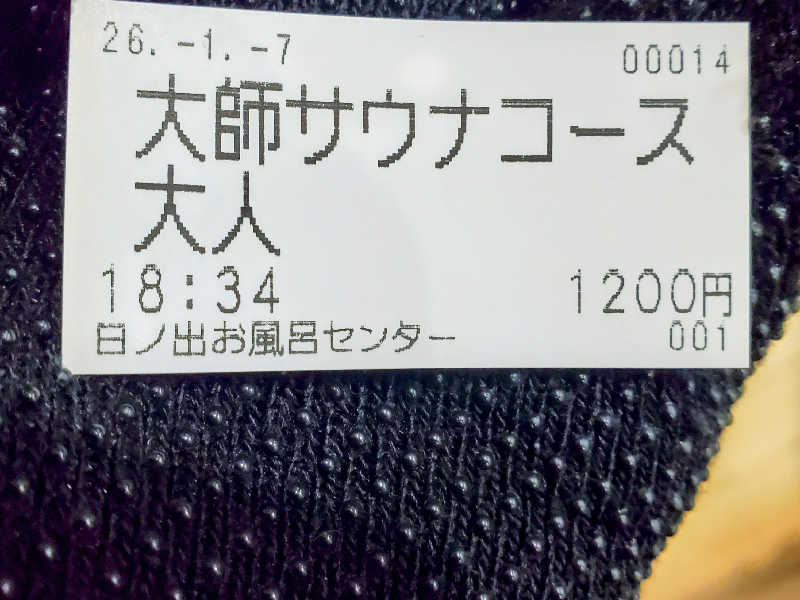 26.-1.-7
00014
大師サウナコース
大人
18:34
1200円
日ノ出お風呂センター
001